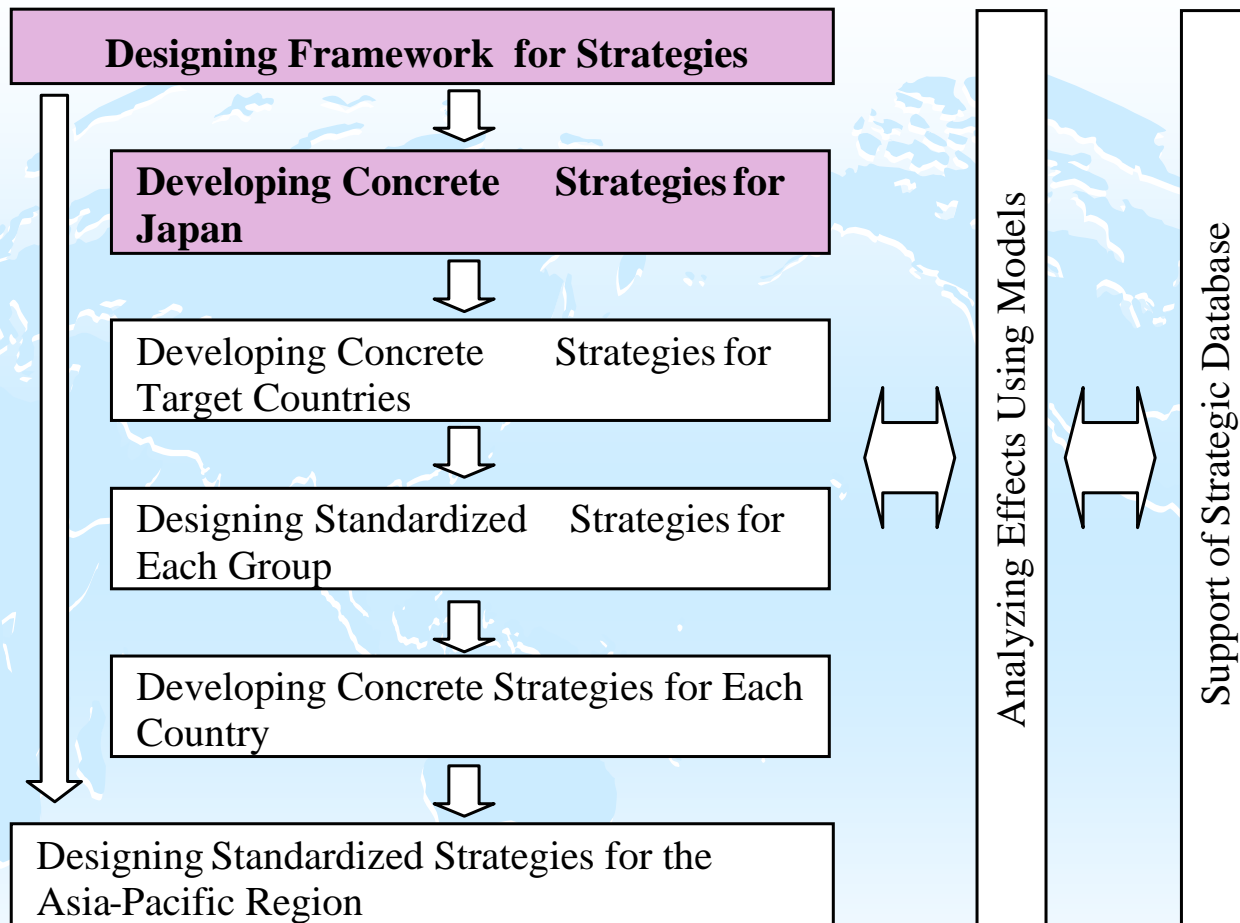 Designing Framework for Strategies
Developing Concrete Strategies for
Japan
Developing Concrete Strategies for
Target Countries
Designing Standardized Strategies for
Each Group
Developing Concrete Strategies for Each
Country
Designing Standardized Strategies for the
Asia-Pacific Region
Analyzing Effects Using Models
Support of Strategic Database